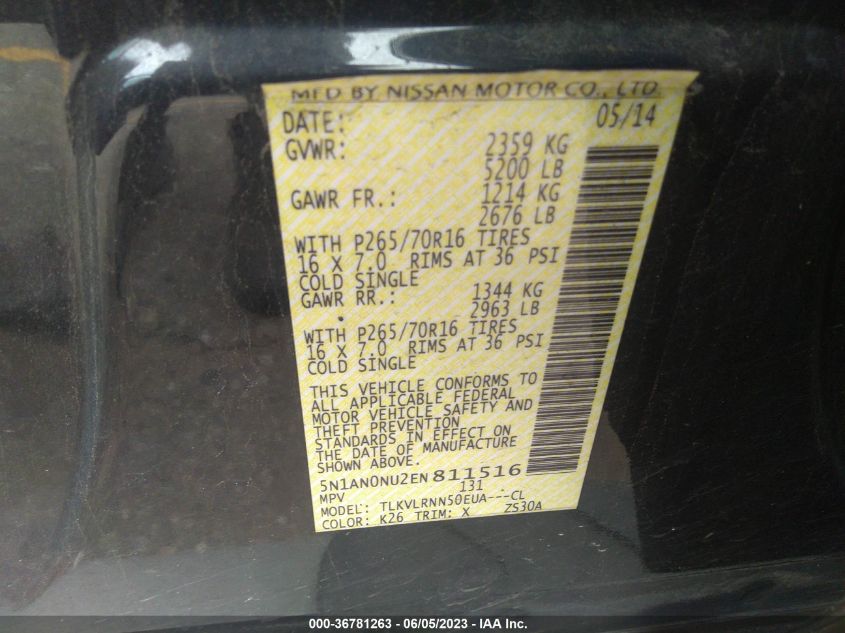 MFD BY NISSAN MOTOR CO., LTD.
DATE: 05/14
GVWR: 2359 KG
5200 LB
GAWR FR.: 1214 KG
2676 LB
WITH P265/70R16 TIRES
16 X 7.0 RIMS AT 36 PSI
COLD SINGLE
GAWR RR.: 1344 KG
2963 LB
WITH P265/70R16 TIRES
16 X 7.0 RIMS AT 36 PSI
COLD SINGLE
THIS VEHICLE CONFORMS TO
ALL APPLICABLE FEDERAL
MOTOR VEHICLE SAFETY AND
THEFT PREVENTION
STANDARDS IN EFFECT ON
THE DATE OF MANUFACTURE
SHOWN ABOVE.
5N1AN0NU2EN811516
MPV 131
MODEL: TLKVLRNN50EUA---CL
COLOR: K26 TRIM: X ZS30A
000-36781263 - 06/05/2023 - IAA Inc.